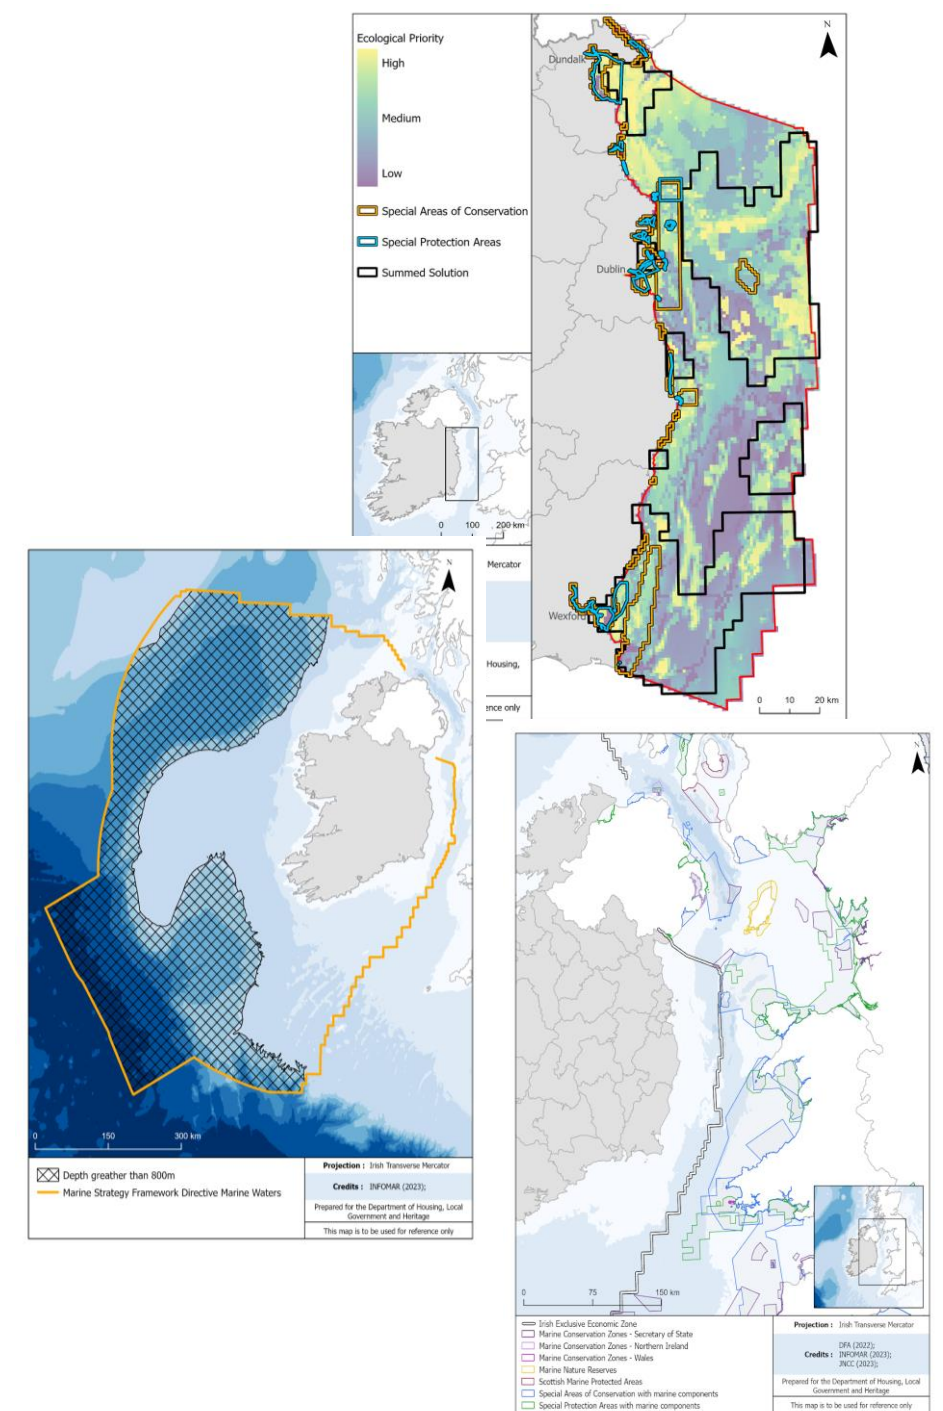 Ecological Priority
High
Medium
Low
Special Areas of Conservation
Special Protection Areas
Summed Solution
N
Dundalk
Dublin
Wexford
0 10 20 km
0 100 200 km
Mercator
Housing,
ence only
N
0 150 300 km
Depth greather than 800m
Marine Strategy Framework Directive Marine Waters
Projection : Irish Transverse Mercator
Credits : INFOMAR (2023);
Prepared for the Department of Housing, Local
Government and Heritage
This map is to be used for reference only
N
0 75 150 km
Irish Exclusive Economic Zone
Marine Conservation Zones - Secretary of State
Marine Conservation Zones - Northern Ireland
Marine Conservation Zones - Wales
Marine Nature Reserves
Scottish Marine Protected Areas
Special Areas of Conservation with marine components
Special Protection Areas with marine components
Projection : Irish Transverse Mercator
DFA (2022);
Credits : INFOMAR (2023);
JNCC (2023);
Prepared for the Department of Housing, Local
Government and Heritage
This map is to be used for reference only